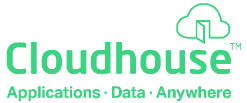 Cloudhouse™
Applications · Data · Anywhere